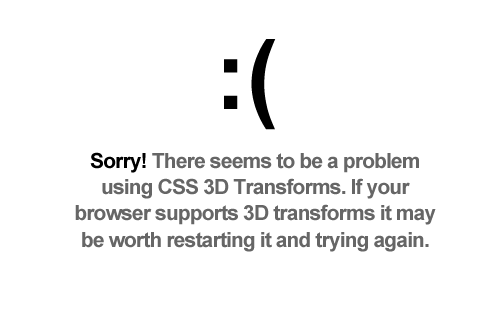 :(
Sorry! There seems to be a problem
using CSS 3D Transforms. If your
browser supports 3D transforms it may
be worth restarting it and trying again.